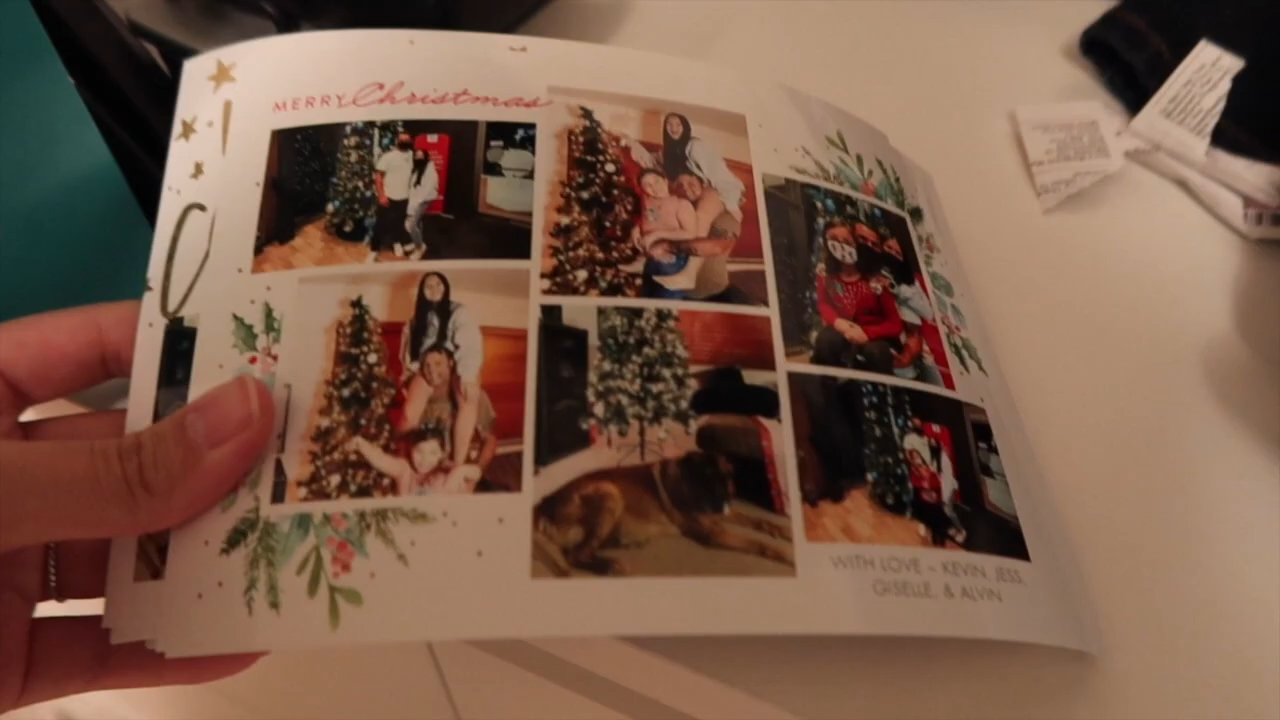 MERRY Christmas
WITH LOVE - KEVIN, JESS,
GISELLE, & ALVIN